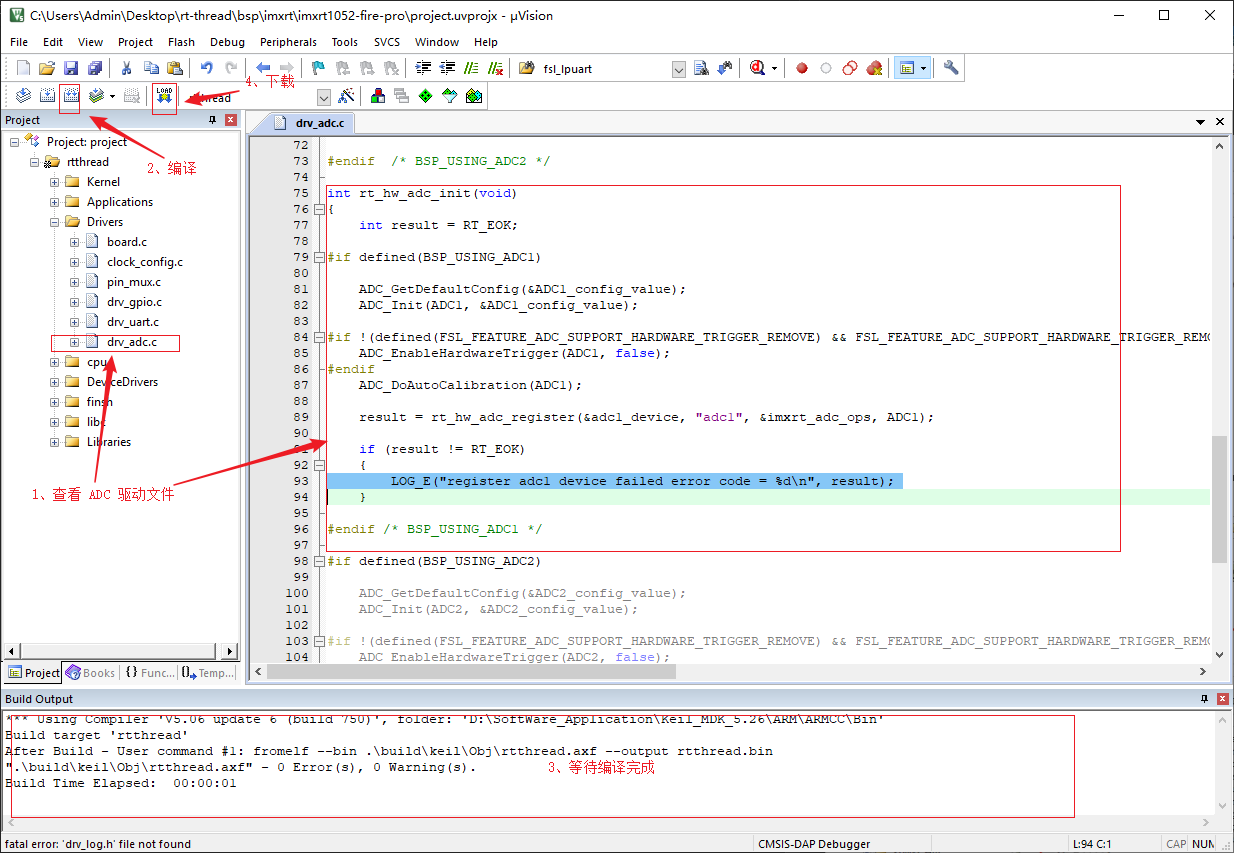 C:\Users\Admin\Desktop\rt-thread\bsp\imxrt\imxrt1052-fire-pro\project.uvprojx - µVision
File Edit View Project Flash Debug Peripherals Tools SVCS Window Help
fsl_lpuart
4、下载
LOAD
Project
2、编译
Project: project
rtthread
Kernel
Applications
Drivers
board.c
clock_config.c
pin_mux.c
drv_gpio.c
drv_uart.c
drv_adc.c
cpu
DeviceDrivers
finsh
libc
Libraries
1、查看 ADC 驱动文件
Project Books {} Func... Temp...
drv_adc.c
72
73 #endif /* BSP_USING_ADC2 */
74
75 int rt_hw_adc_init(void)
76 {
77 int result = RT_EOK;
78
79 #if defined(BSP_USING_ADC1)
80
81 ADC_GetDefaultConfig(&ADC1_config_value);
82 ADC_Init(ADC1, &ADC1_config_value);
83
84 #if !(defined(FSL_FEATURE_ADC_SUPPORT_HARDWARE_TRIGGER_REMOVE) && FSL_FEATURE_ADC_SUPPORT_HARDWARE_TRIGGER_REMO
85 ADC_EnableHardwareTrigger(ADC1, false);
86 #endif
87 ADC_DoAutoCalibration(ADC1);
88
89 result = rt_hw_adc_register(&adc1_device, "adc1", &imxrt_adc_ops, ADC1);
90
if (result != RT_EOK)
92 {
93 LOG_E("register adc1 device failed error code = %d\n", result);
94 }
95
96 #endif /* BSP_USING_ADC1 */
97
98 #if defined(BSP_USING_ADC2)
99
100 ADC_GetDefaultConfig(&ADC2_config_value);
101 ADC_Init(ADC2, &ADC2_config_value);
102
103 #if !(defined(FSL_FEATURE_ADC_SUPPORT_HARDWARE_TRIGGER_REMOVE) && FSL_FEATURE_ADC_SUPPORT_HARDWARE_TRIGGER_REMO
104 ADC_EnableHardwareTrigger(ADC2, false);
Build Output
*** Using Compiler 'V5.06 update 6 (build 750)', folder: 'D:\SoftWare_Application\Keil_MDK_5.26\ARM\ARMCC\Bin'
Build target 'rtthread'
After Build - User command #1: fromelf --bin .\build\keil\Obj\rtthread.axf --output rtthread.bin
".\build\keil\Obj\rtthread.axf" - 0 Error(s), 0 Warning(s).
3、等待编译完成
Build Time Elapsed: 00:00:01
fatal error: 'drv_log.h' file not found
CMSIS-DAP Debugger
L:94 C:1
CAP NUM